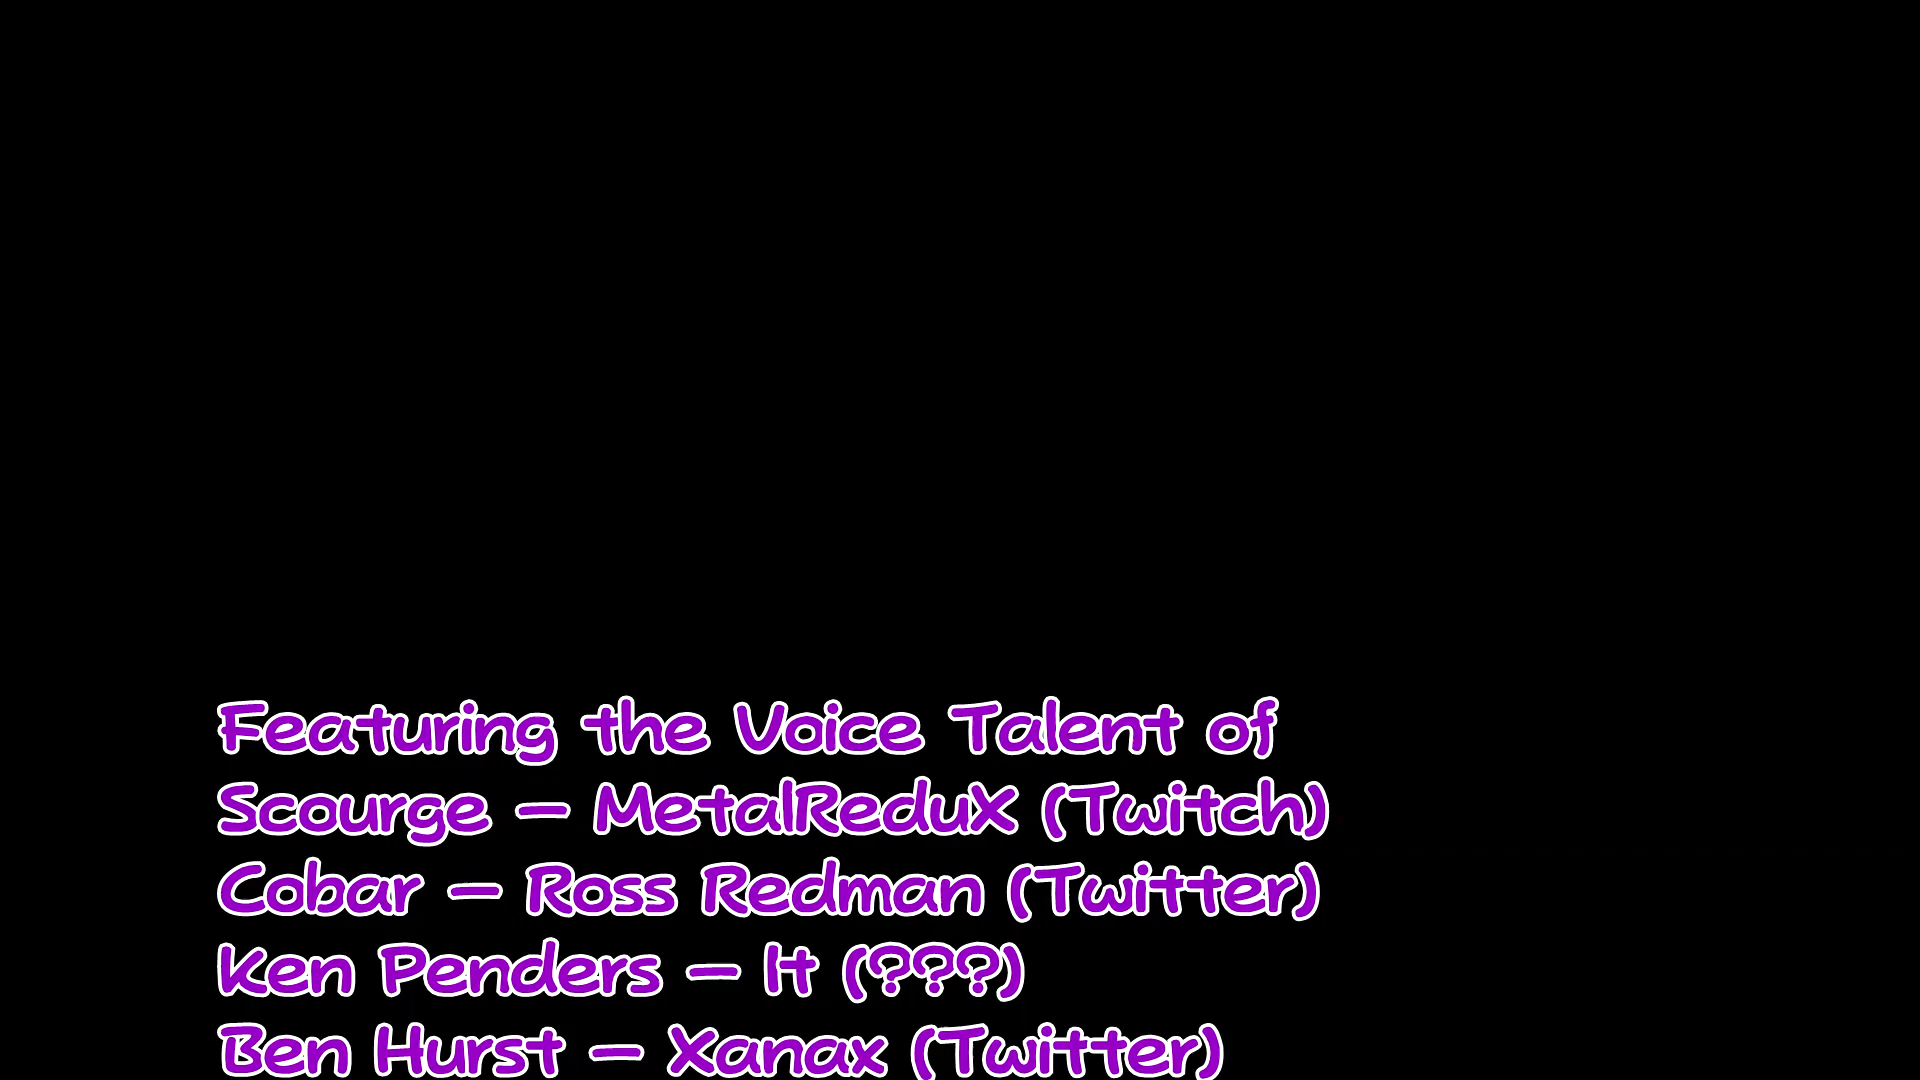 Featuring the Voice Talent of
Scourge – MetalReduX (Twitch)
Cobar – Ross Redman (Twitter)
Ken Penders – It (???)
Ben Hurst – Xanax (Twitter)